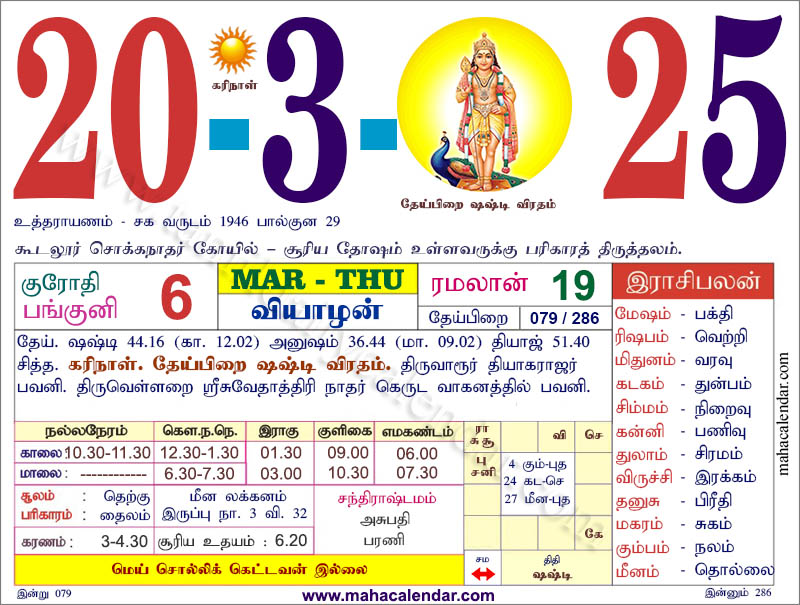 20-3-25
கரிநாள்
தேய்பிறை ஷஷ்டி விரதம்
உத்தராயணம் - சக வருடம் 1946 பால்குன 29
கூடலூர் சொக்கநாதர் கோயில் – சூரிய தோஷம் உள்ளவருக்கு பரிகாரத் திருத்தலம்.
குரோதி
பங்குனி 6
MAR - THU
வியாழன்
ரமலான் 19
தேய்பிறை 079 / 286
தேய். ஷஷ்டி 44.16 (கா. 12.02) அனுஷம் 36.44 (மா. 09.02) தியாஜ் 51.40
சித்த. கரிநாள். தேய்பிறை ஷஷ்டி விரதம். திருவாரூர் தியாகராஜர்
பவனி. திருவெள்ளறை ஸ்ரீசுவேதாத்திரி நாதர் கெருட வாகனத்தில் பவனி.
நல்லநேரம் கௌ.ந.நெ. இராகு குளிகை எமகண்டம்
காலை: 10.30-11.30 12.30-1.30 01.30 09.00 06.00
மாலை: ------------ 6.30-7.30 03.00 10.30 07.30
சூலம் : தெற்கு
பரிகாரம் : தைலம்
மீன லக்கனம்
இருப்பு நா. 3 வி. 32
சந்திராஷ்டமம்
அசுபதி
பரணி
கரணம் : 3-4.30 சூரிய உதயம் : 6.20
மெய் சொல்லிக் கெட்டவன் இல்லை
ரா
சு சூ
வி செ
பு
சனி
4 கும்-புத
24 கட-செ
27 மீன-புத
கே
சம
திதி
ஷஷ்டி
இராசிபலன்
மேஷம் - பக்தி
ரிஷபம் - வெற்றி
மிதுனம் - வரவு
கடகம் - துன்பம்
சிம்மம் - நிறைவு
கன்னி - பணிவு
துலாம் - சிரமம்
விருச்சி - இரக்கம்
தனுசு - பிரீதி
மகரம் - சுகம்
கும்பம் - நலம்
மீனம் - தொல்லை
mahacalendar.com
இன்று 079
www.mahacalendar.com
இன்னும் 286